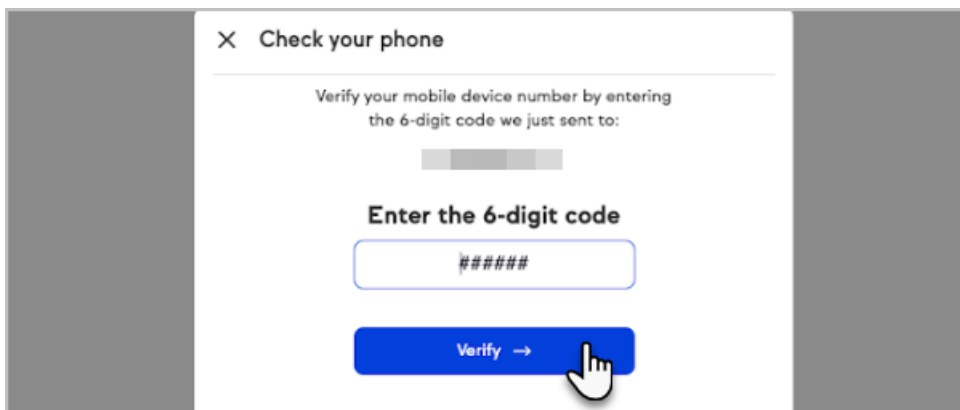 Check your phone
Verify your mobile device number by entering
the 6-digit code we just sent to:
Enter the 6-digit code
######
Verify →